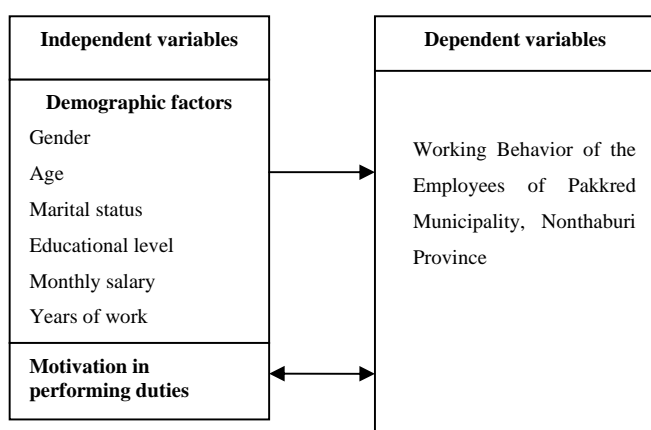 Independent variables
Demographic factors
Gender
Age
Marital status
Educational level
Monthly salary
Years of work
Motivation in
performing duties
Dependent variables
Working Behavior of the
Employees of Pakkred
Municipality, Nonthaburi
Province